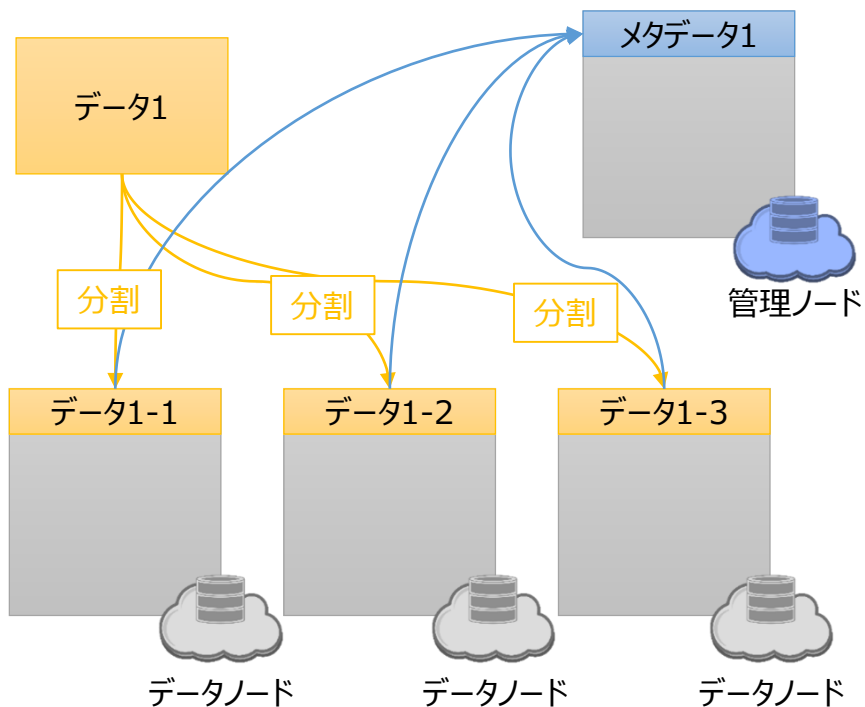 メタデータ1
データ1
管理ノード
分割
分割
分割
データ1-1
データ1-2
データ1-3
データノード
データノード
データノード